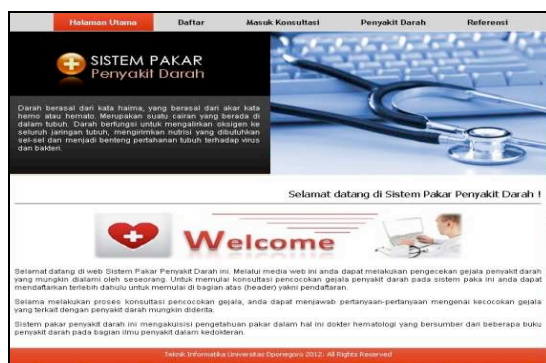 Halaman Utama Daftar Masuk Konsultasi Penyakit Darah Referensi
SISTEM PAKAR
Penyakit Darah
Darah berasal dari kata haima, yang berasal dari akar kata
hemo atau hemato. Merupakan suatu cairan yang berada di
dalam tubuh. Darah berfungsi untuk mengalirkan oksigen ke
seluruh jaringan tubuh, mengirimkan nutrisi yang dibutuhkan
sel-sel dan menjadi benteng pertahanan tubuh terhadap virus
dan bakteri.
Selamat datang di Sistem Pakar Penyakit Darah !
Welcome
Selamat datang di web Sistem Pakar Penyakit Darah ini. Melalui media web ini anda dapat melakukan pengecekan gejala penyakit darah
yang mungkin dialami oleh seseorang. Untuk memulai konsultasi pencocokan gejala penyakit darah pada sistem paka ini anda dapat
mendaftarkan terlebih dahulu untuk memulai di bagian atas (header) yakni pendaftaran.
Selama melakukan proses konsultasi pencocokan gejala, anda dapat menjawab pertanyaan-pertanyaan mengenai kecocokan gejala
yang terkait dengan penyakit darah mungkin diderita.
Sistem pakar penyakit darah ini mengakuisisi pengetahuan pakar dalam hal ini dokter hematologi yang bersumber dari beberapa buku
penyakit darah pada bagian ilmu penyakit dalam kedokteran.
Teknik Informatika Universitas Diponegoro 2012. All Rights Reserved